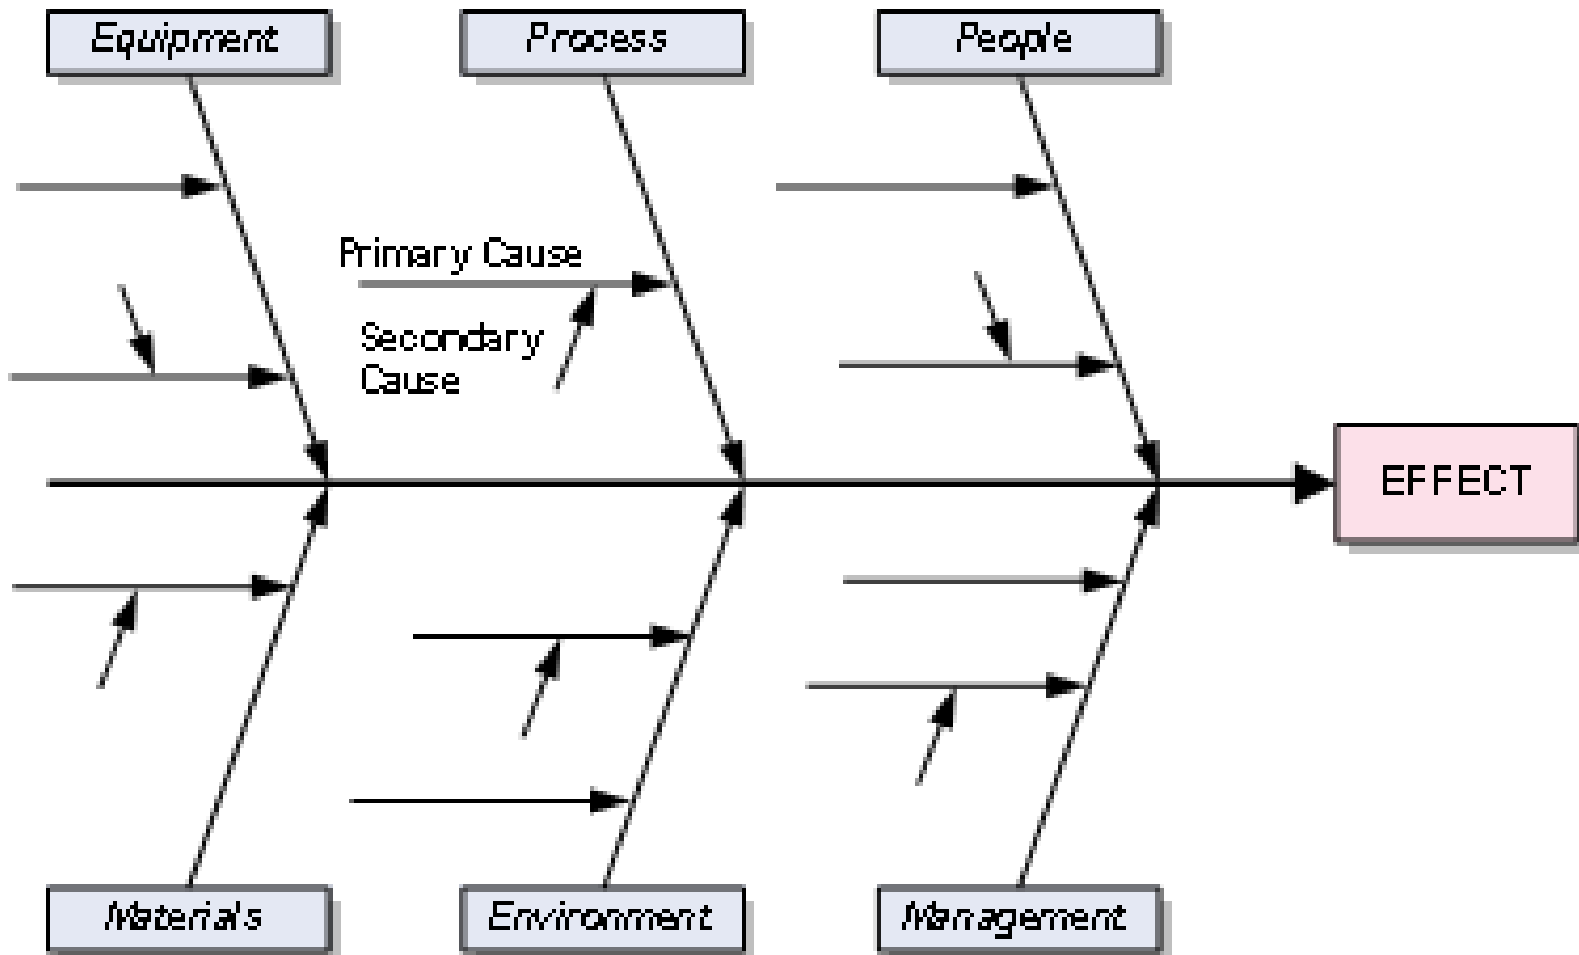 Equipment
Process
People
Primary Cause
Secondary
Cause
EFFECT
Materials
Environment
Management